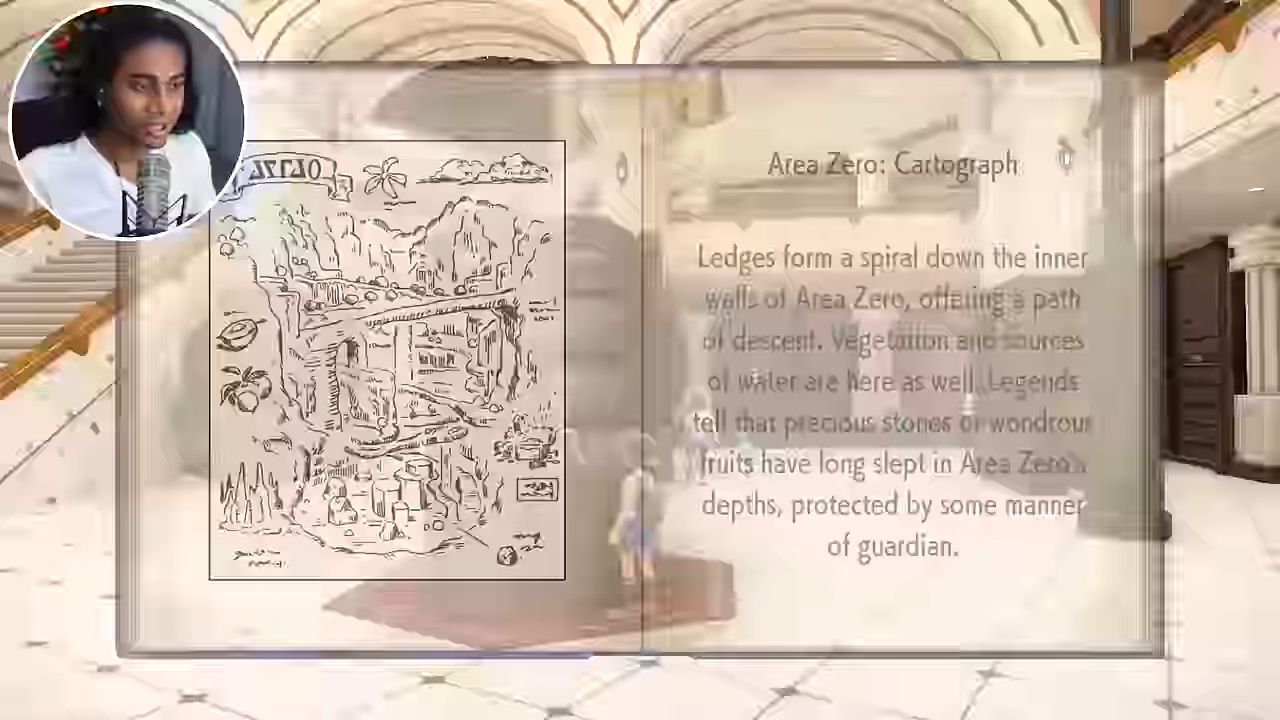 Area Zero: Cartograph
Ledges form a spiral down the inner
walls of Area Zero, offering a path
of descent. Vegetation and sources
of water are here as well. Legends
tell that precious stones or wondrous
fruits have long slept in Area Zero's
depths, protected by some manner
of guardian.